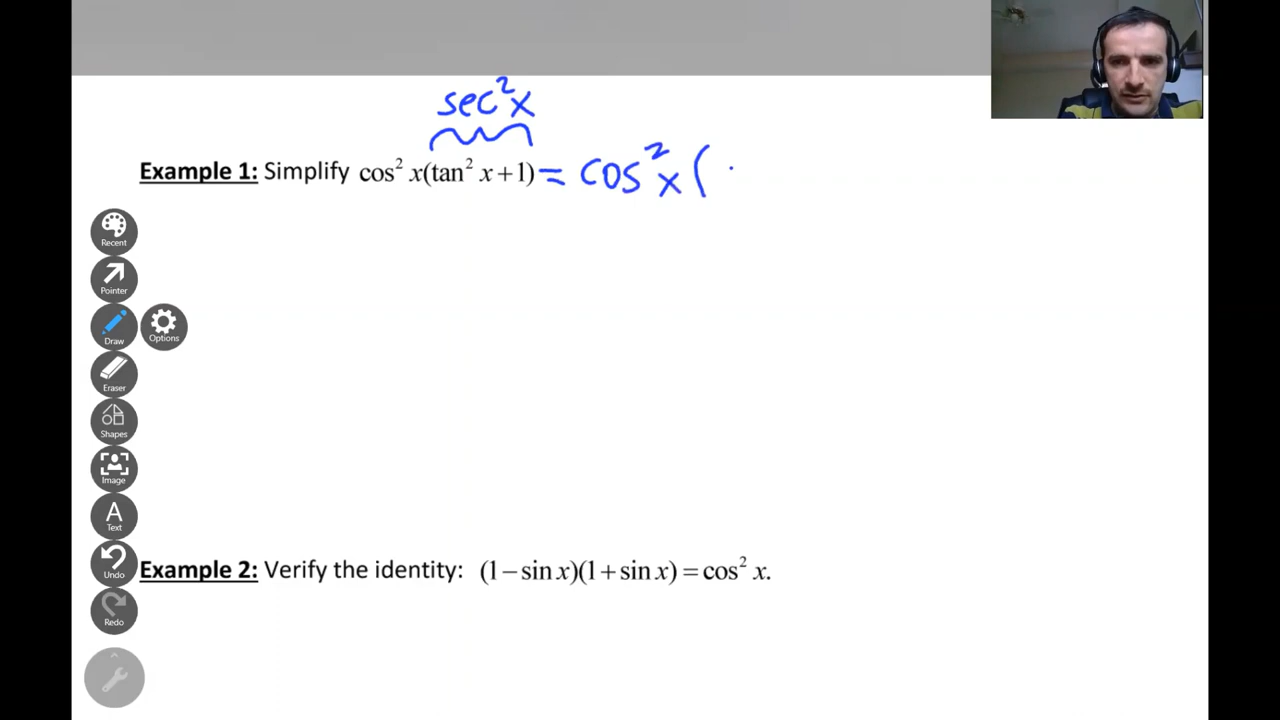 sec²x
Example 1: Simplify cos² x(tan² x+1) = cos²x (
Recent
Pointer
Draw
Options
Eraser
Shapes
Image
A
Text
Undo
Example 2: Verify the identity: (1−sin x)(1+sin x) = cos² x.
Redo